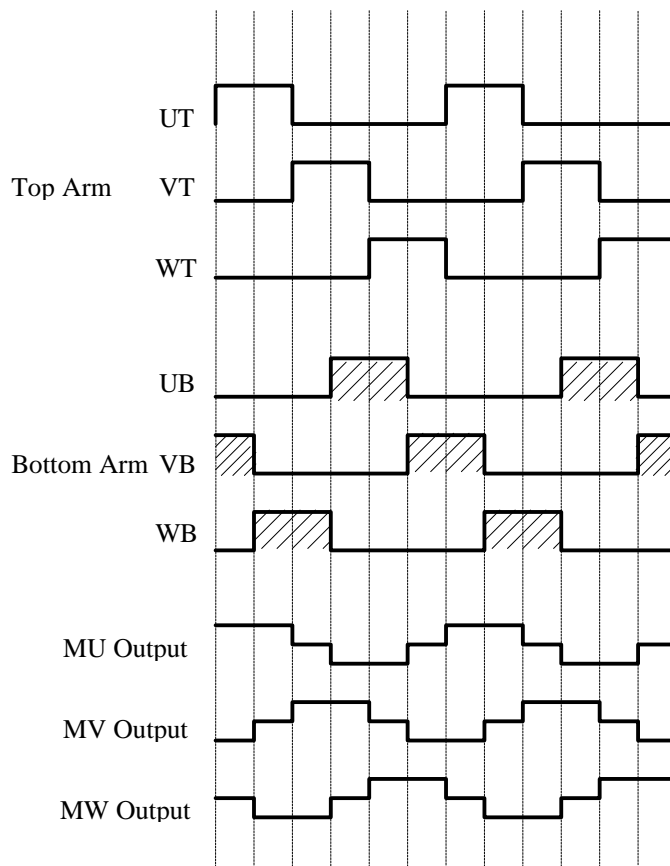 UT
Top Arm VT
WT
UB
Bottom Arm VB
WB
MU Output
MV Output
MW Output